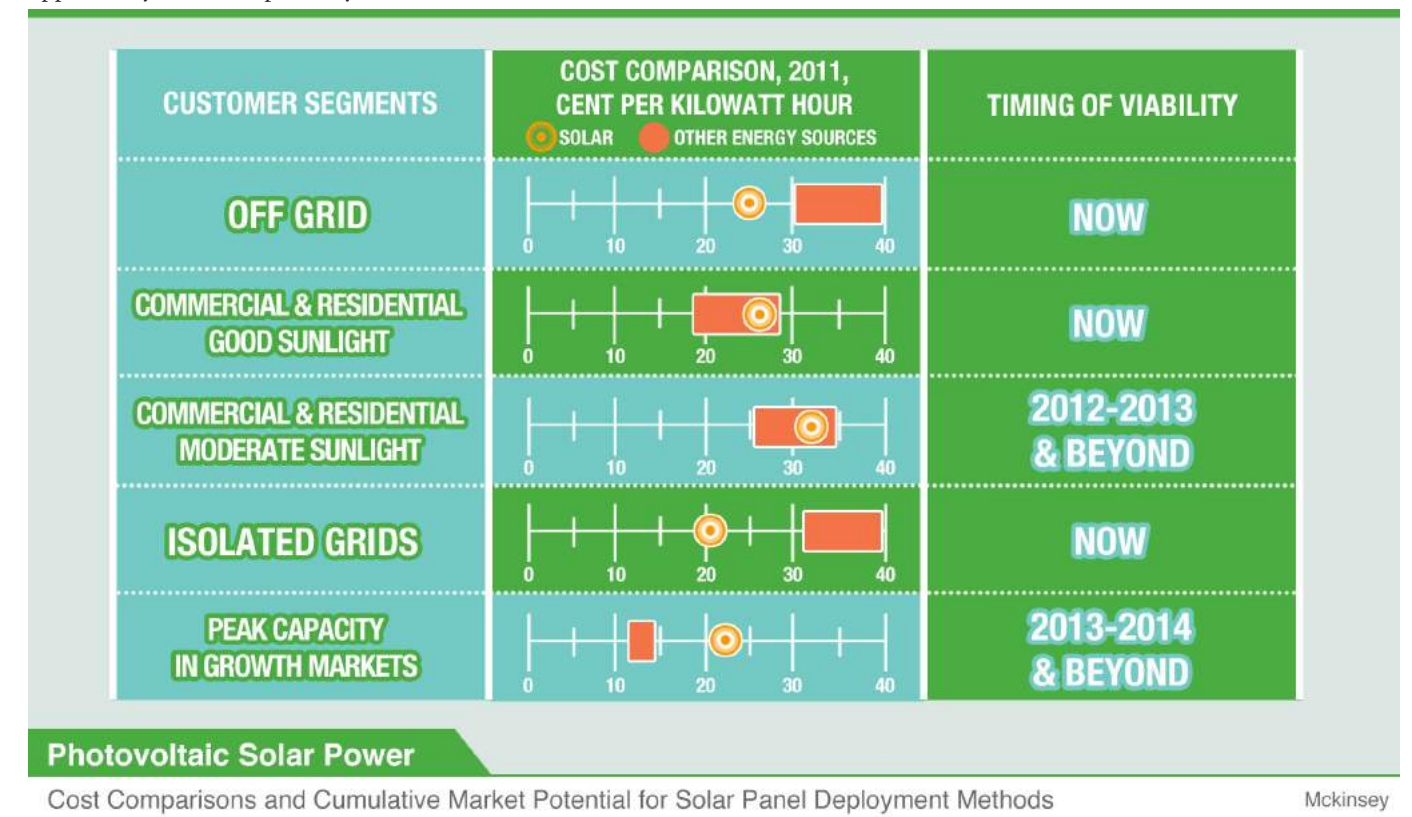 CUSTOMER SEGMENTS
COST COMPARISON, 2011,
CENT PER KILOWATT HOUR
SOLAR OTHER ENERGY SOURCES
TIMING OF VIABILITY
OFF GRID
0 10 20 30 40
NOW
COMMERCIAL & RESIDENTIAL
GOOD SUNLIGHT
0 10 20 30 40
NOW
COMMERCIAL & RESIDENTIAL
MODERATE SUNLIGHT
0 10 20 30 40
2012-2013
& BEYOND
ISOLATED GRIDS
0 10 20 30 40
NOW
PEAK CAPACITY
IN GROWTH MARKETS
0 10 20 30 40
2013-2014
& BEYOND
Photovoltaic Solar Power
Cost Comparisons and Cumulative Market Potential for Solar Panel Deployment Methods
Mckinsey